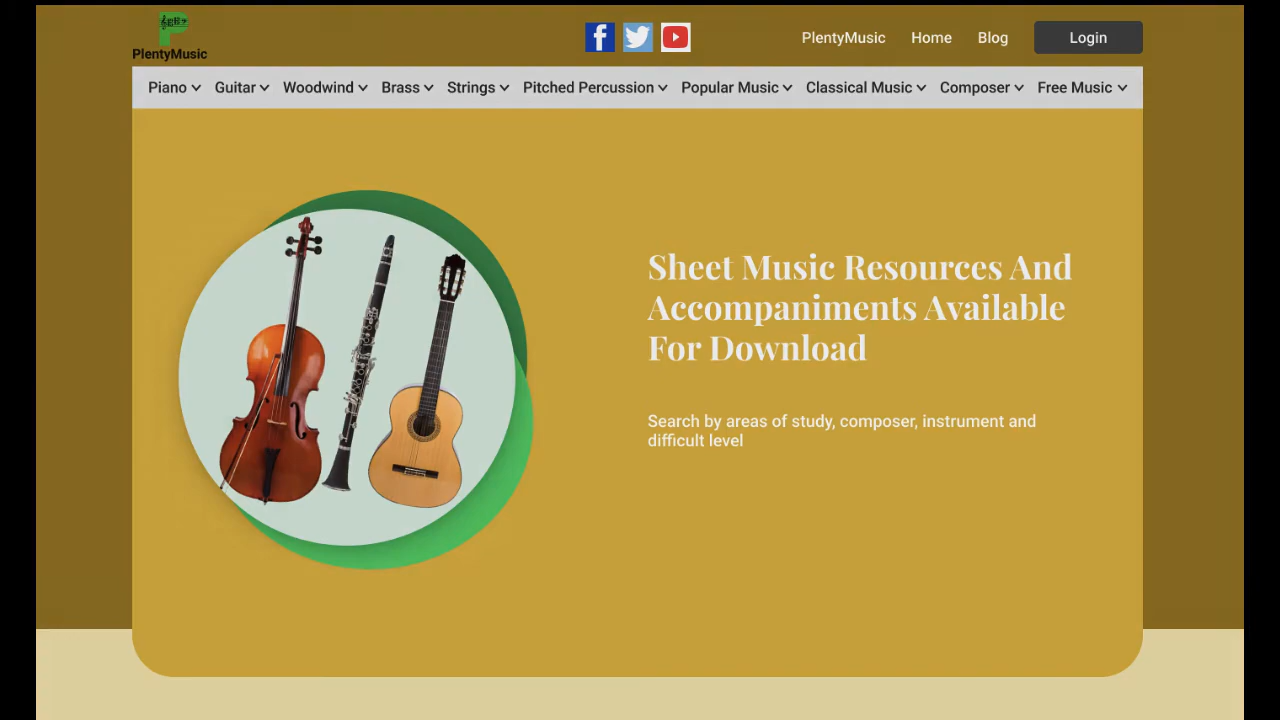 PlentyMusic
PlentyMusic Home Blog Login
Piano Guitar Woodwind Brass Strings Pitched Percussion Popular Music Classical Music Composer Free Music
Sheet Music Resources And
Accompaniments Available
For Download
Search by areas of study, composer, instrument and
difficult level